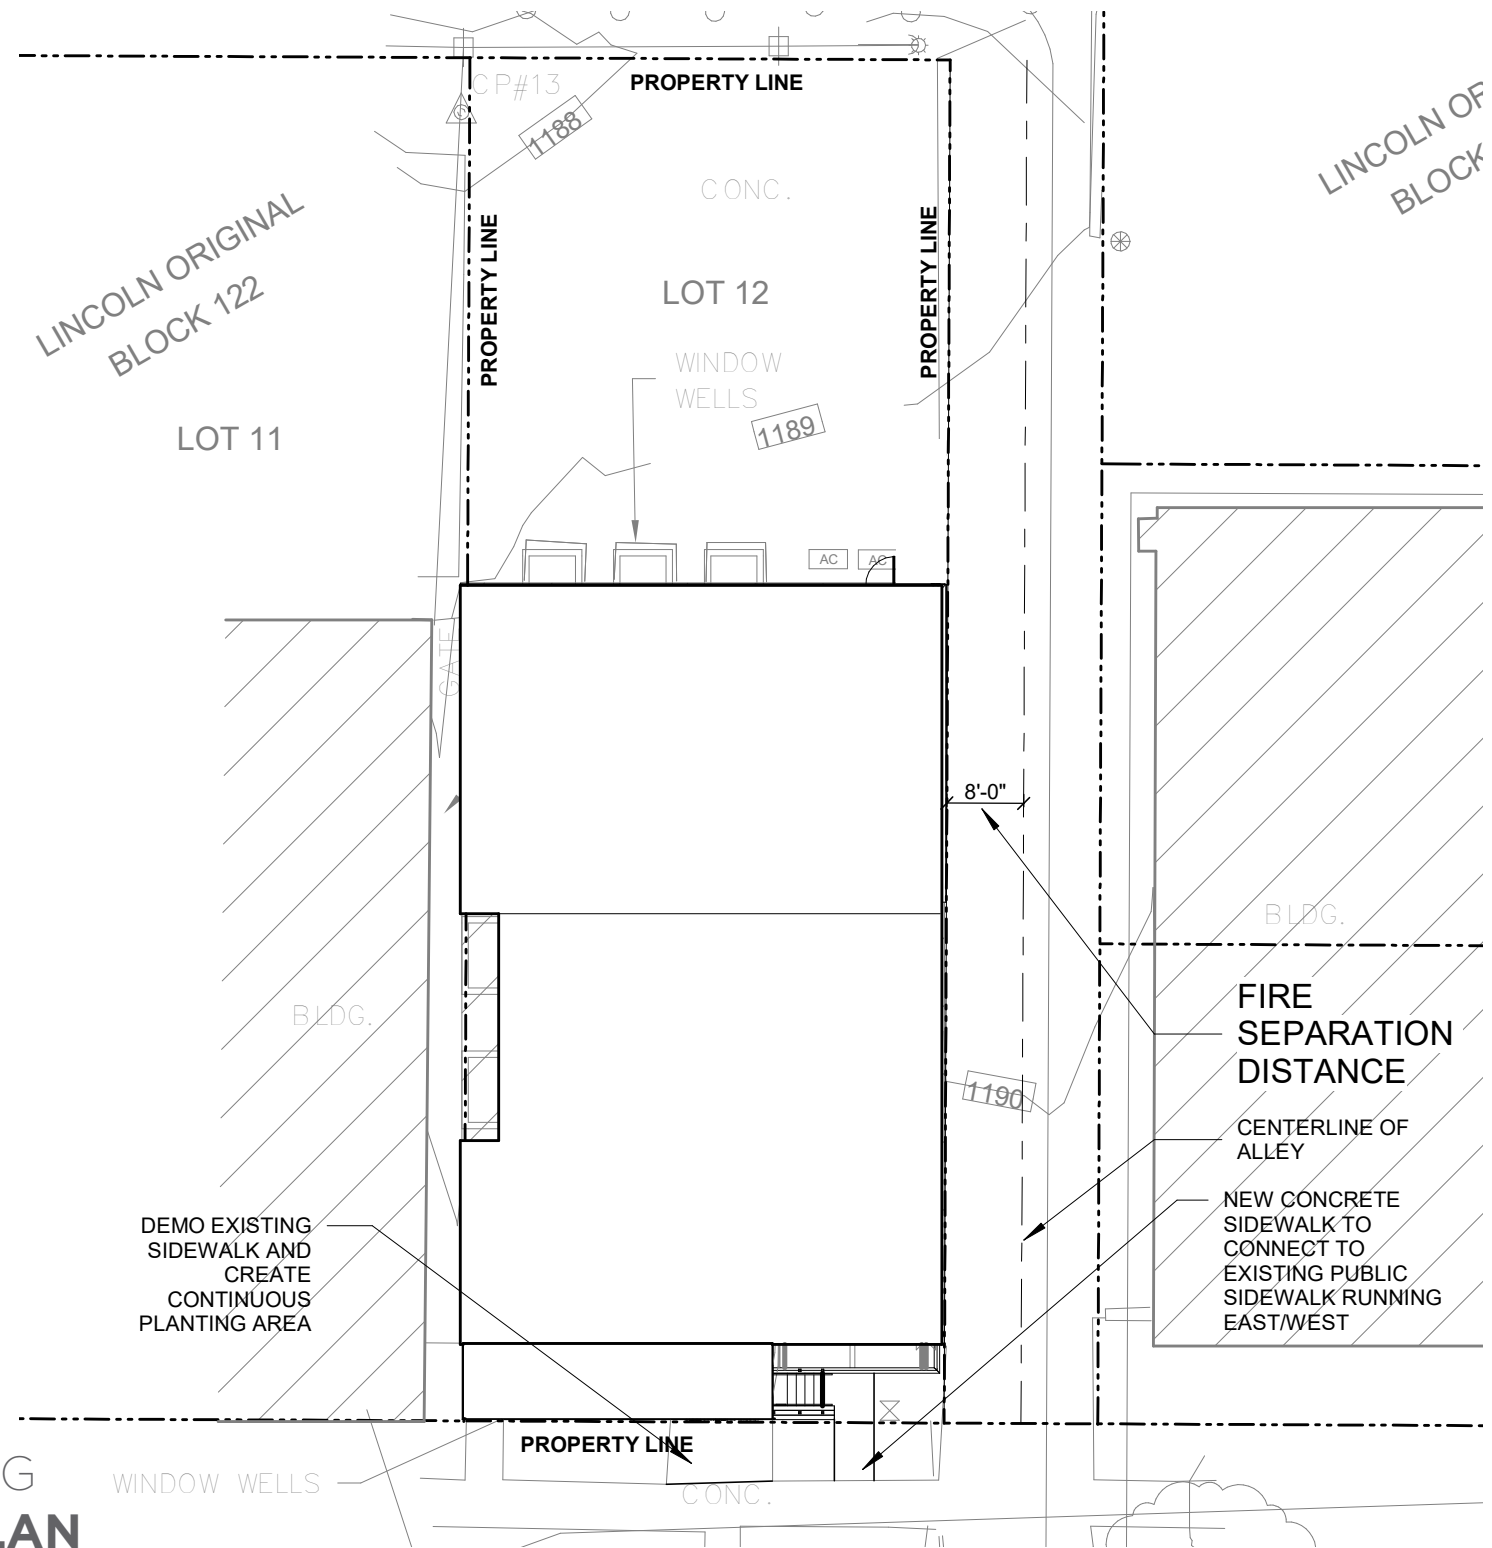 PROPERTY LINE
CP#13
1188
CONC.
LINCOLN ORIGINAL
BLOCK 122
LOT 11
PROPERTY LINE
LOT 12
PROPERTY LINE
WINDOW
WELLS
1189
BLOCK
AC
AC
GATE
8'-0"
BLDG.
BLDG.
FIRE
SEPARATION
DISTANCE
1190
CENTERLINE OF
ALLEY
NEW CONCRETE
SIDEWALK TO
CONNECT TO
EXISTING PUBLIC
SIDEWALK RUNNING
EAST/WEST
DEMO EXISTING
SIDEWALK AND
CREATE
CONTINUOUS
PLANTING AREA
PROPERTY LINE
WINDOW WELLS
CONC.